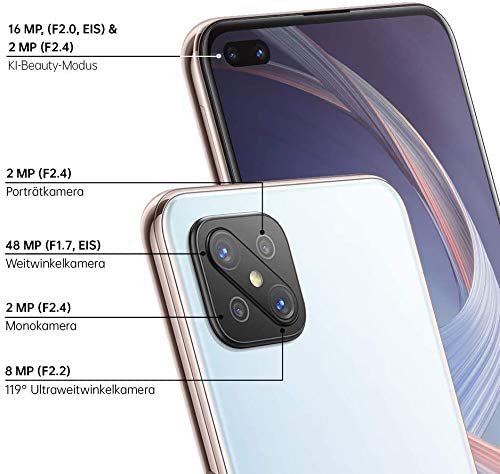 16 MP, (F2.0, EIS) &
2 MP (F2.4)
KI-Beauty-Modus
2 MP (F2.4)
Porträtkamera
48 MP (F1.7, EIS)
Weitwinkelkamera
2 MP (F2.4)
Monokamera
8 MP (F2.2)
119° Ultraweitwinkelkamera